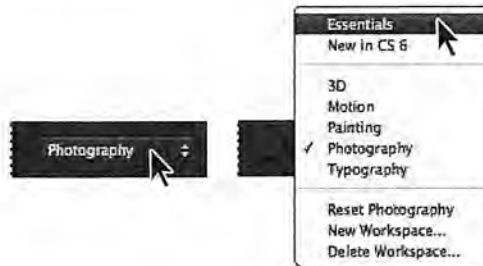 Photography
Essentials
New in CS 6
3D
Motion
Painting
✓ Photography
Typography
Reset Photography
New Workspace...
Delete Workspace...